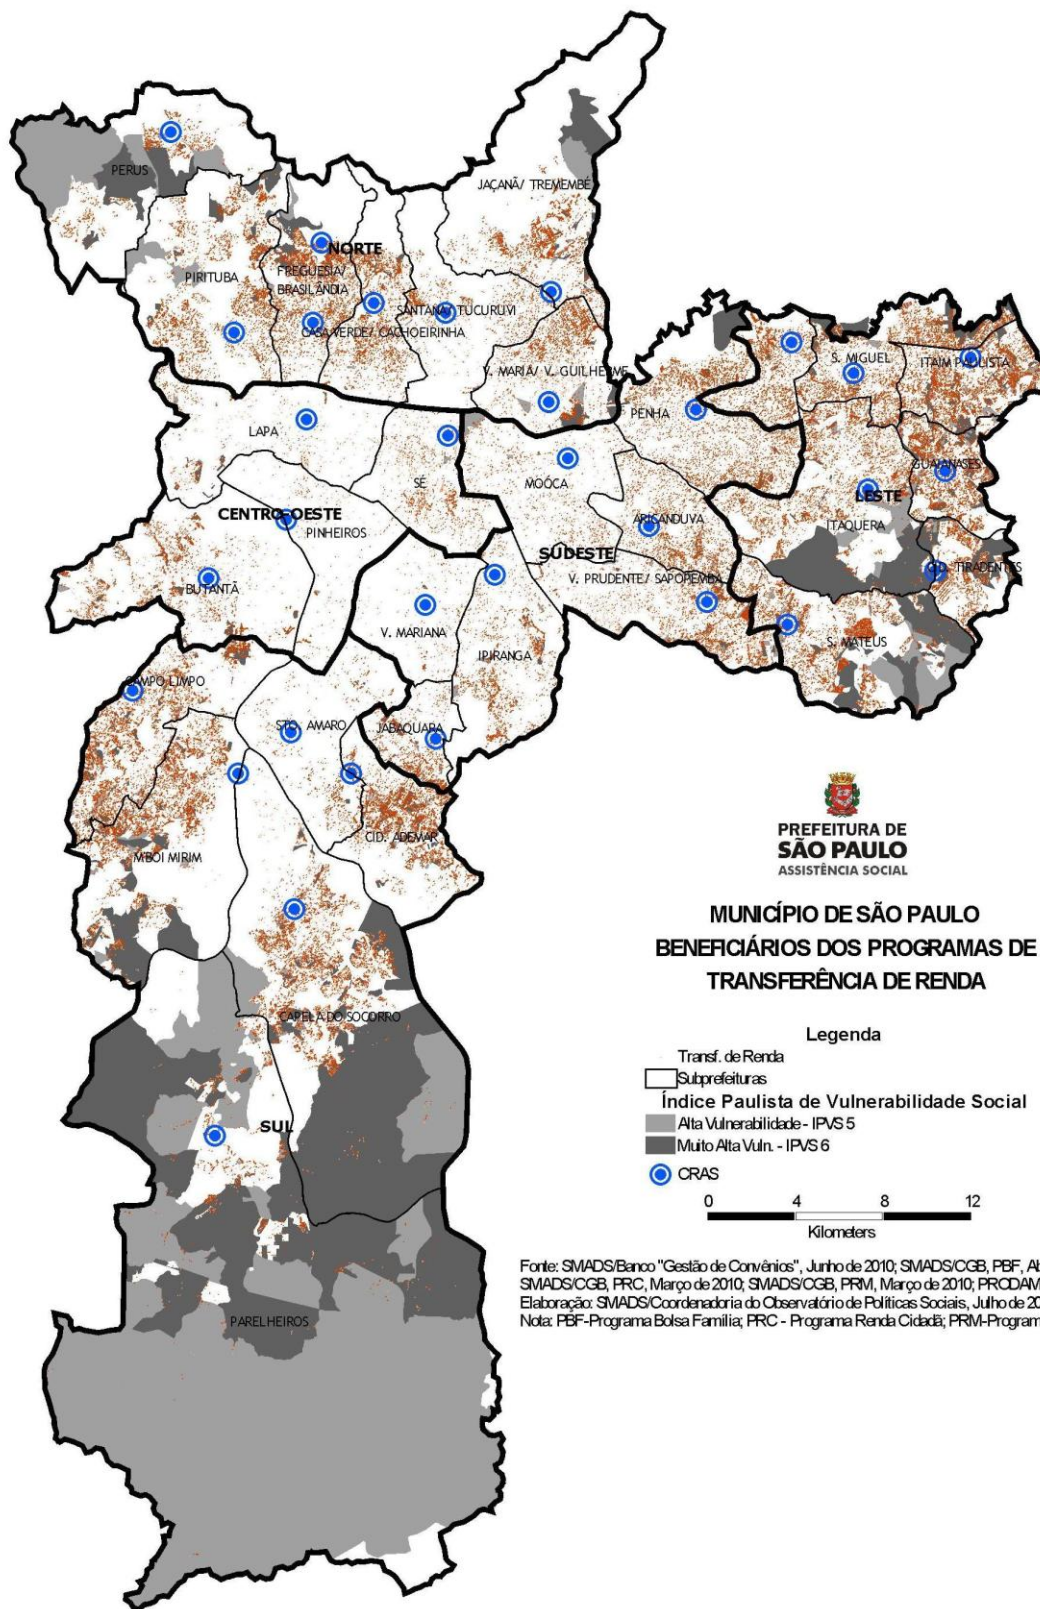 PERUS
JAÇANÃ/ TREMEMBÉ
NORTE
PIRITUBA
FREGUESIA/
BRASILÂNDIA
SANTANA/ TUCURUVI
CASA VERDE/ CACHOEIRINHA
S. MIGUEL
ITAIM PAULISTA
V. MARIA/ V. GUILHERME
PENHA
LAPA
SÉ
MOÓCA
GUAIANASES
LESTE
CENTRO-OESTE
PINHEIROS
ARICANDUVA
ITAQUERA
SUDESTE
V. PRUDENTE/ SAPOPEMBA
CID. TIRADENTES
BUTANTÃ
V. MARIANA
S. MATEUS
IPIRANGA
CAMPO LIMPO
STO. AMARO
JABAQUARA
CID. ADEMAR
M'BOI MIRIM
CAPELA DO SOCORRO
SUL
PARELHEIROS
PREFEITURA DE
SÃO PAULO
ASSISTÊNCIA SOCIAL
MUNICÍPIO DE SÃO PAULO
BENEFICIÁRIOS DOS PROGRAMAS DE
TRANSFERÊNCIA DE RENDA
Legenda
Transf. de Renda
Subprefeituras
Índice Paulista de Vulnerabilidade Social
Alta Vulnerabilidade - IPVS 5
Muito Alta Vuln. - IPVS 6
CRAS
0 4 8 12
Kilometers
Fonte: SMADS/Banco "Gestão de Convênios", Junho de 2010; SMADS/CGB, PBF, Ab
SMADS/CGB, PRC, Março de 2010; SMADS/CGB, PRM, Março de 2010; PRODAM
Elaboração: SMADS/Coordenadoria do Observatório de Políticas Sociais, Julho de 20
Nota: PBF-Programa Bolsa Família; PRC - Programa Renda Cidadã; PRM-Program